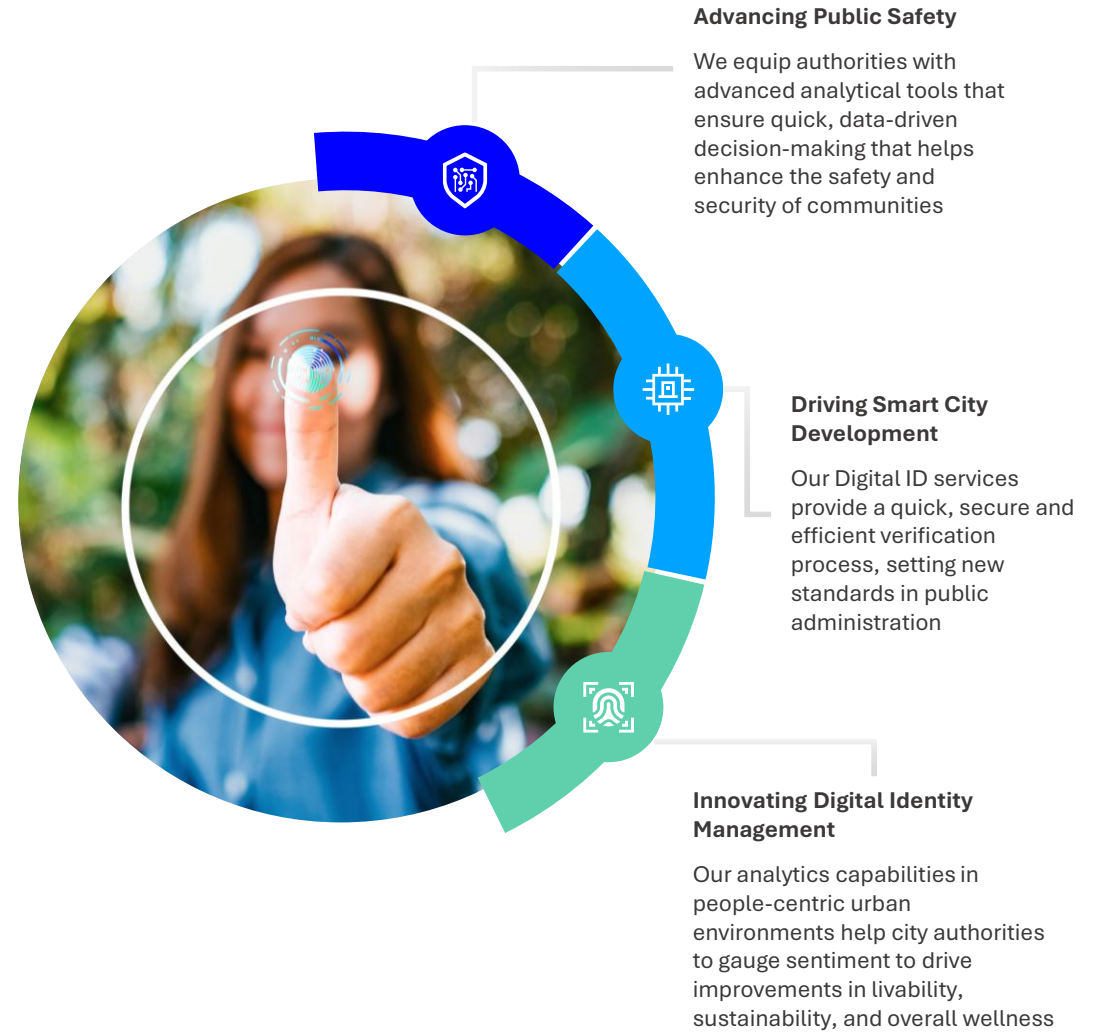 Advancing Public Safety
We equip authorities with
advanced analytical tools that
ensure quick, data-driven
decision-making that helps
enhance the safety and
security of communities
Driving Smart City
Development
Our Digital ID services
provide a quick, secure and
efficient verification
process, setting new
standards in public
administration
Innovating Digital Identity
Management
Our analytics capabilities in
people-centric urban
environments help city authorities
to gauge sentiment to drive
improvements in livability,
sustainability, and overall wellness